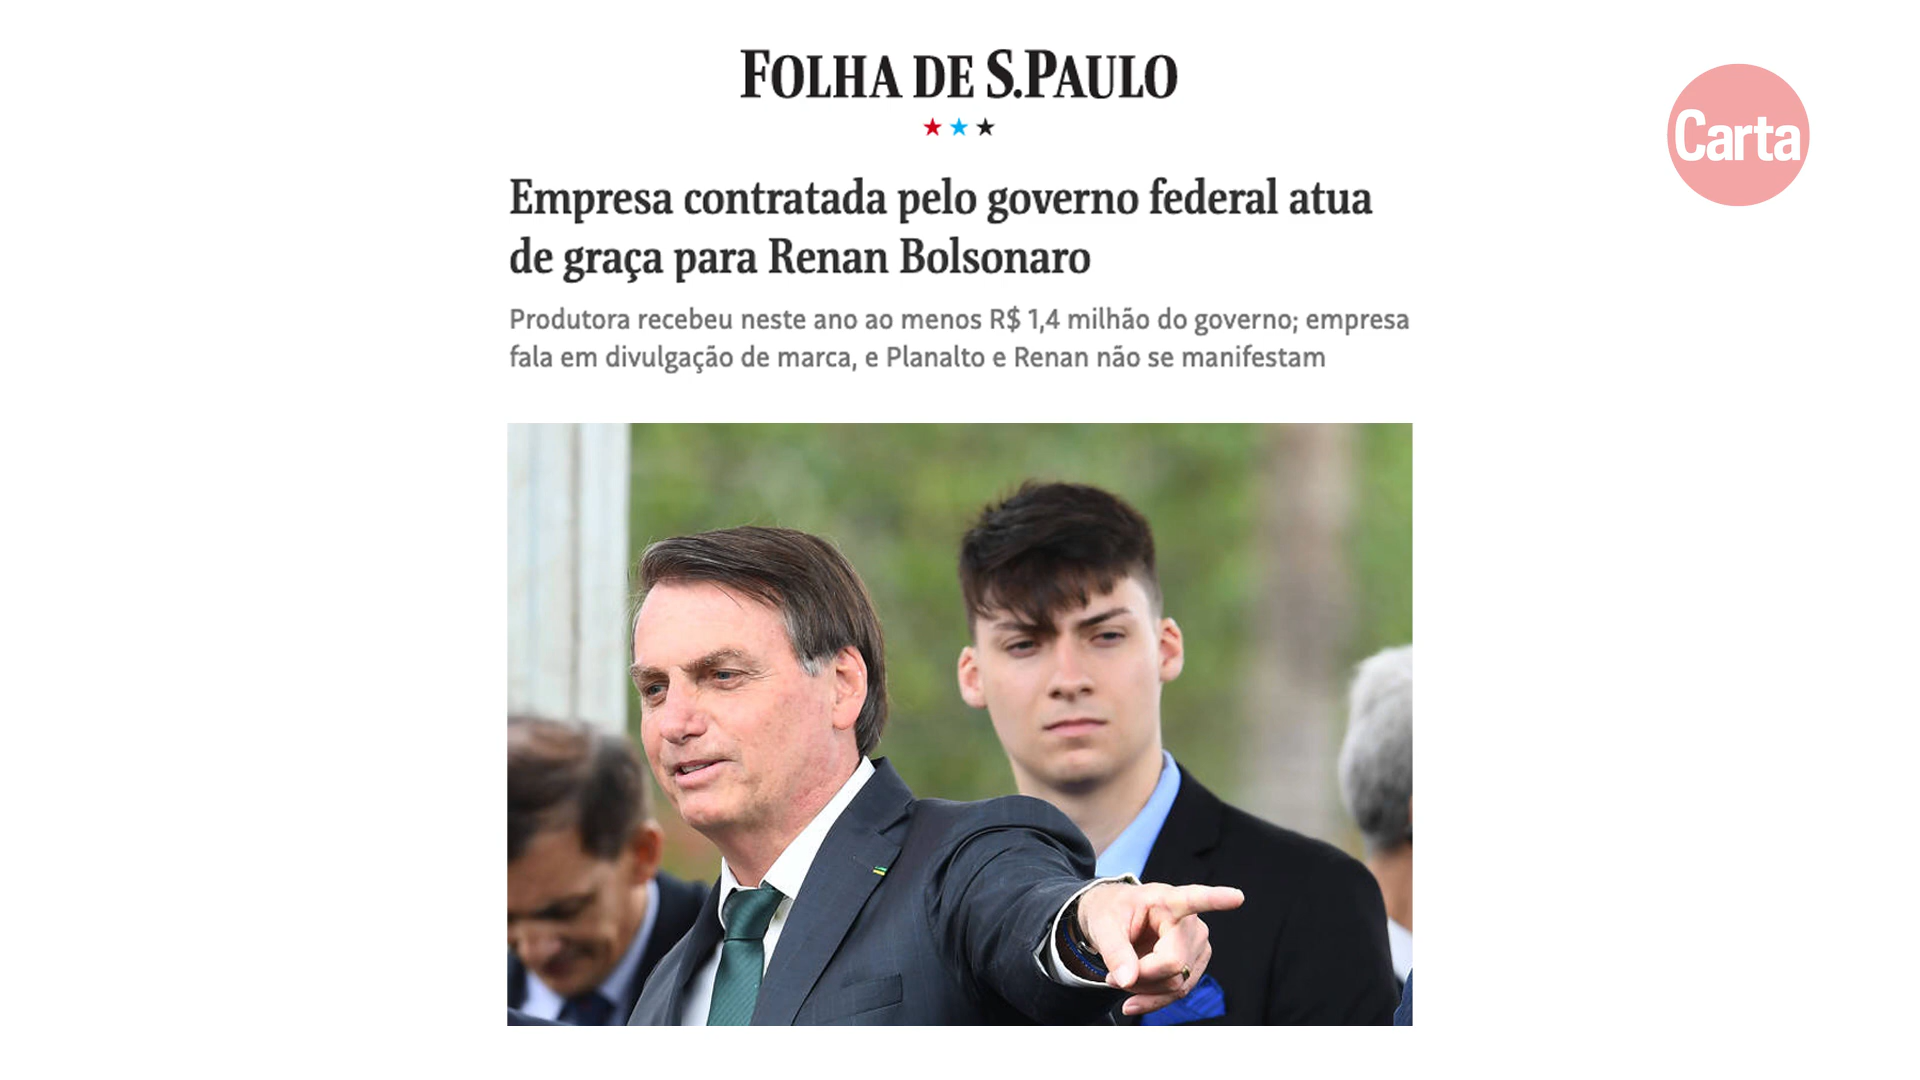 FOLHA DE S.PAULO
Carta
Empresa contratada pelo governo federal atua
de graça para Renan Bolsonaro
Produtora recebeu neste ano ao menos R$ 1,4 milhão do governo; empresa
fala em divulgação de marca, e Planalto e Renan não se manifestam